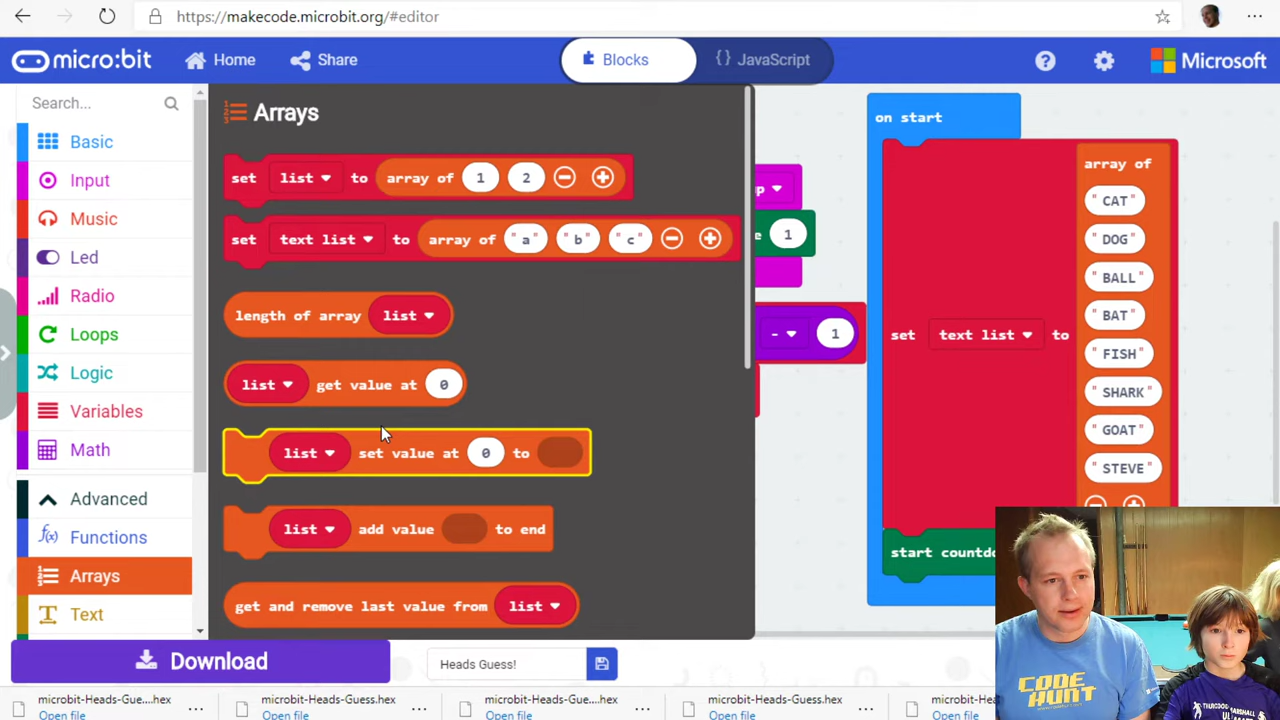 https://makecode.microbit.org/#editor
micro:bit Home Share Blocks {} JavaScript ? Microsoft
Search...
Basic
Input
Music
Led
Radio
Loops
Logic
Variables
Math
Advanced
Functions
Arrays
Text
Arrays
set list to array of 1 2
set text list to array of "a" "b" "c"
length of array list
list get value at 0
list set value at 0 to
list add value to end
get and remove last value from list
1
- 1
on start
set text list to
array of
"CAT"
"DOG"
"BALL"
"BAT"
"FISH"
"SHARK"
"GOAT"
"STEVE"
Download
Heads Guess!
CODE
HUNT
microbit-Heads-Gue....hex
Open file
microbit-Heads-Guess.hex
Open file
microbit-Heads-Guess.hex
Open file
microbit-Heads-Guess.hex
Open file